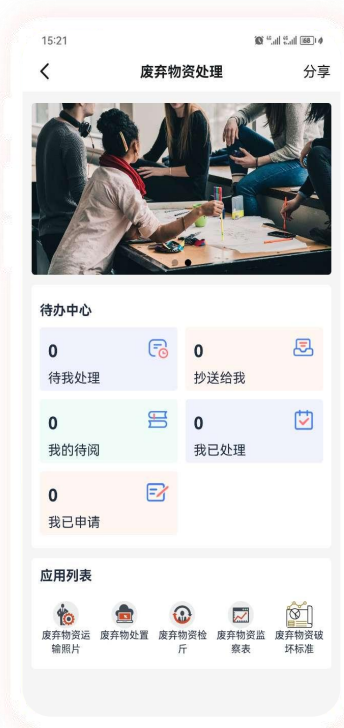 15:21
废弃物资处理
分享
待办中心
0
待我处理
0
抄送给我
0
我的待阅
0
我已处理
0
我已申请
应用列表
废弃物资运
输照片
废弃物处置
废弃物资检
斤
废弃物资监
察表
废弃物资破
坏标准